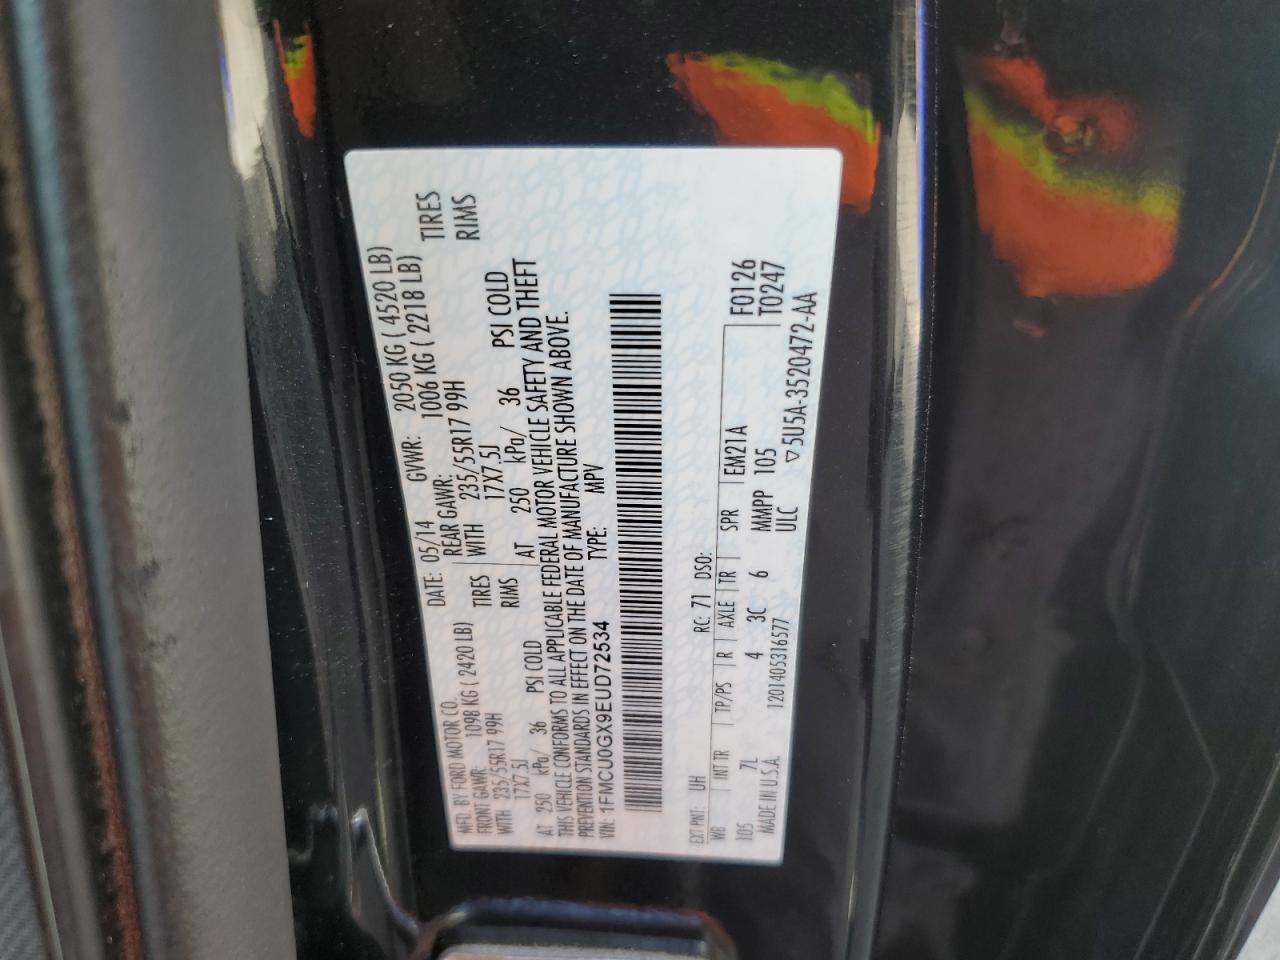 MFD. BY FORD MOTOR CO. DATE: 05/14 GVWR: 2050 KG ( 4520 LB)
FRONT GAWR: 1098 KG ( 2420 LB) REAR GAWR: 1006 KG ( 2218 LB)
WITH 235/55R17 99H TIRES WITH 235/55R17 99H TIRES
17X7.5J RIMS 17X7.5J RIMS
AT 250 kPa/ 36 PSI COLD AT 250 kPa/ 36 PSI COLD
THIS VEHICLE CONFORMS TO ALL APPLICABLE FEDERAL MOTOR VEHICLE SAFETY AND THEFT
PREVENTION STANDARDS IN EFFECT ON THE DATE OF MANUFACTURE SHOWN ABOVE.
VIN: 1FMCU0GX9EUD72534 TYPE: MPV
EXT PNT: UH RC: 71 DSO: F0126
WB INT TR TP/PS R AXLE TR SPR EM21A T0247
105 7L 4 3C 6 MMPP 105
MADE IN U.S.A. 1201405316577 ULC ▽5U5A-3520472-AA